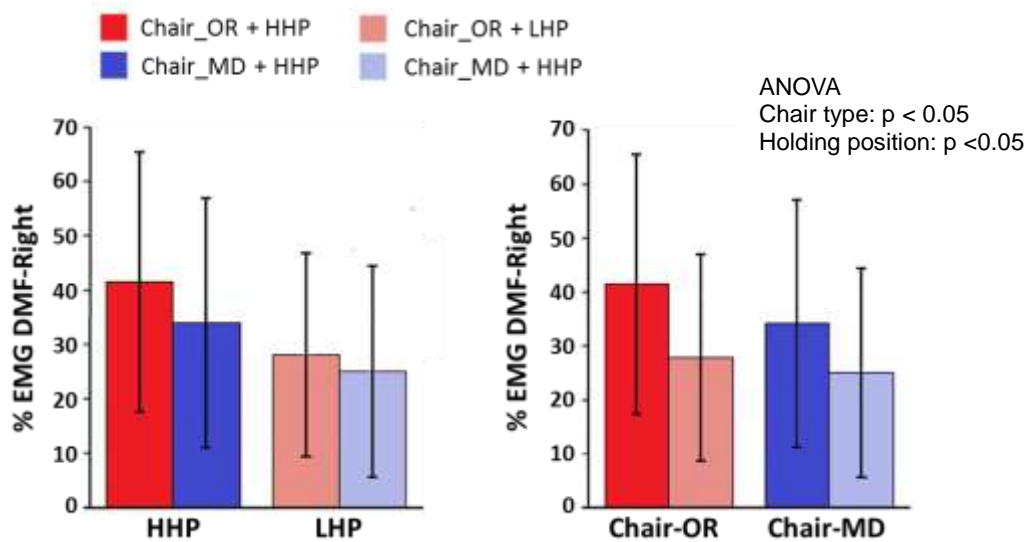 Chair_OR + HHP
Chair_OR + LHP
Chair_MD + HHP
Chair_MD + HHP
ANOVA
Chair type: p < 0.05
Holding position: p <0.05
% EMG DMF-Right
70
60
50
40
30
20
10
0
HHP
LHP
% EMG DMF-Right
70
60
50
40
30
20
10
0
Chair-OR
Chair-MD